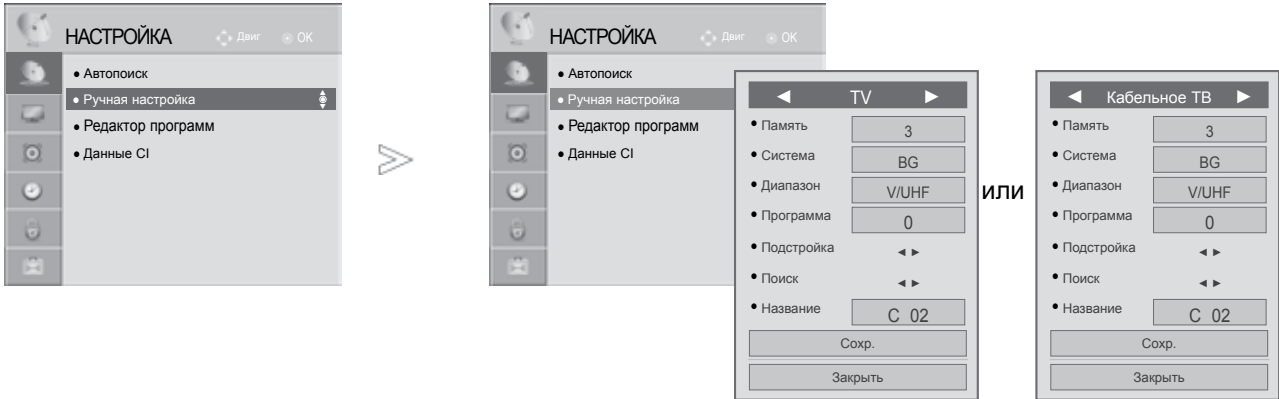 НАСТРОЙКА Двиг ОК
• Автопоиск
• Ручная настройка
• Редактор программ
• Данные CI
НАСТРОЙКА Двиг ОК
• Автопоиск
• Ручная настройка
• Редактор программ
• Данные CI
◄ TV ►
• Память 3
• Система BG
• Диапазон V/UHF
• Программа 0
• Подстройка ◄ ►
• Поиск ◄ ►
• Название C 02
Сохр.
Закрыть
или
◄ Кабельное ТВ ►
• Память 3
• Система BG
• Диапазон V/UHF
• Программа 0
• Подстройка ◄ ►
• Поиск ◄ ►
• Название C 02
Сохр.
Закрыть